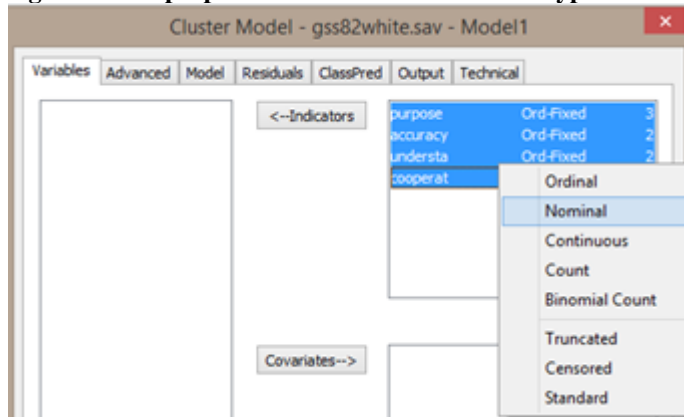 Cluster Model - gss82white.sav - Model1
Variables Advanced Model Residuals ClassPred Output Technical
<--Indicators
purpose Ord-Fixed 3
accuracy Ord-Fixed 2
understa Ord-Fixed 2
cooperat
Ordinal
Nominal
Continuous
Count
Binomial Count
Truncated
Censored
Standard
Covariates-->